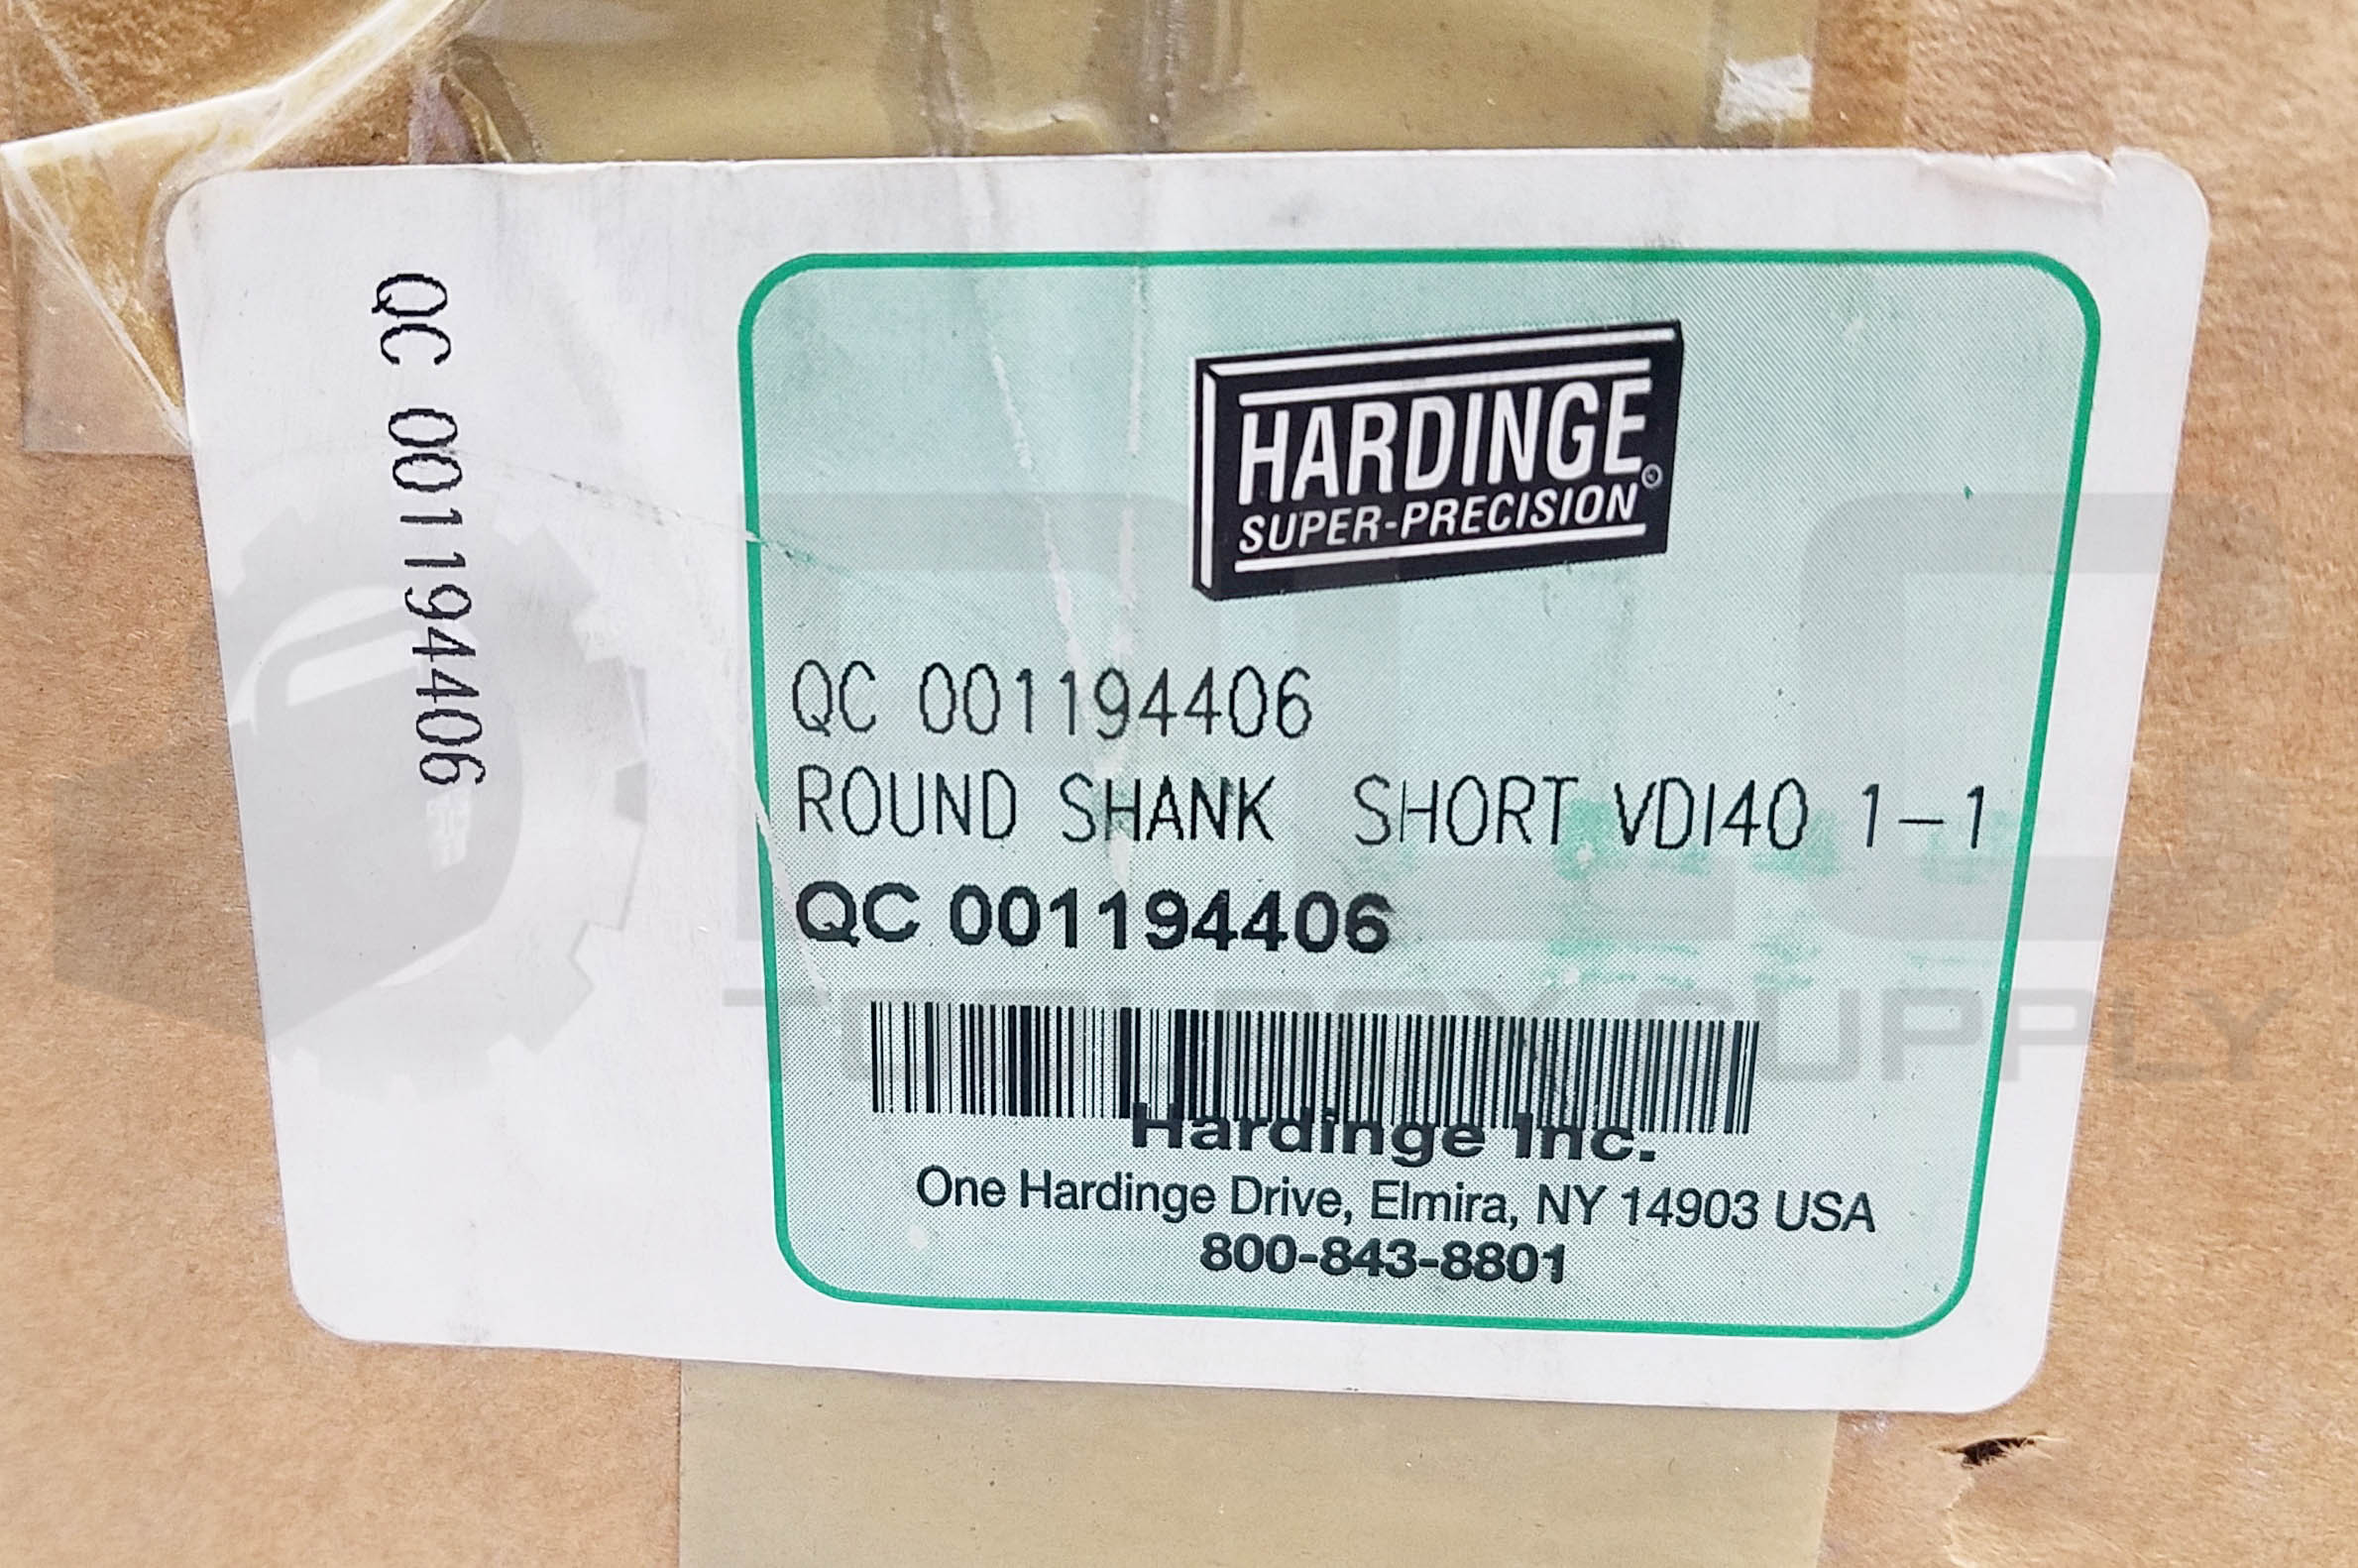 QC 001194406
HARDINGE®
SUPER-PRECISION
QC 001194406
ROUND SHANK SHORT VDI40 1-1
QC 001194406
Hardinge Inc.
One Hardinge Drive, Elmira, NY 14903 USA
800-843-8801
SUPPLY